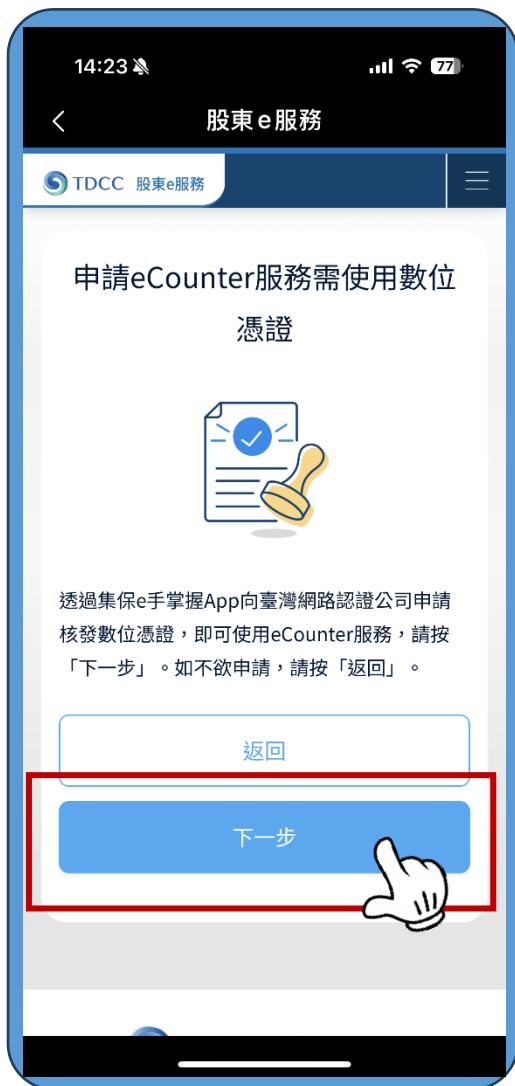 14:23
77
股東e服務
TDCC 股東e服務
申請eCounter服務需使用數位
憑證
透過集保e手掌握App向臺灣網路認證公司申請
核發數位憑證，即可使用eCounter服務，請按
「下一步」。如不欲申請，請按「返回」。
返回
下一步